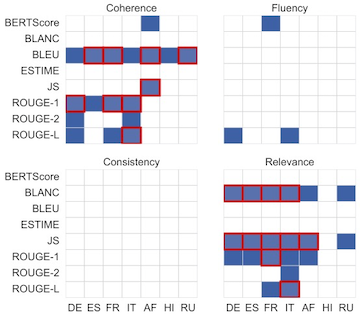 Coherence Fluency
BERTScore
BLANC
BLEU
ESTIME
JS
ROUGE-1
ROUGE-2
ROUGE-L
Consistency Relevance
BERTScore
BLANC
BLEU
ESTIME
JS
ROUGE-1
ROUGE-2
ROUGE-L
DE ES FR IT AF HI RU DE ES FR IT AF HI RU